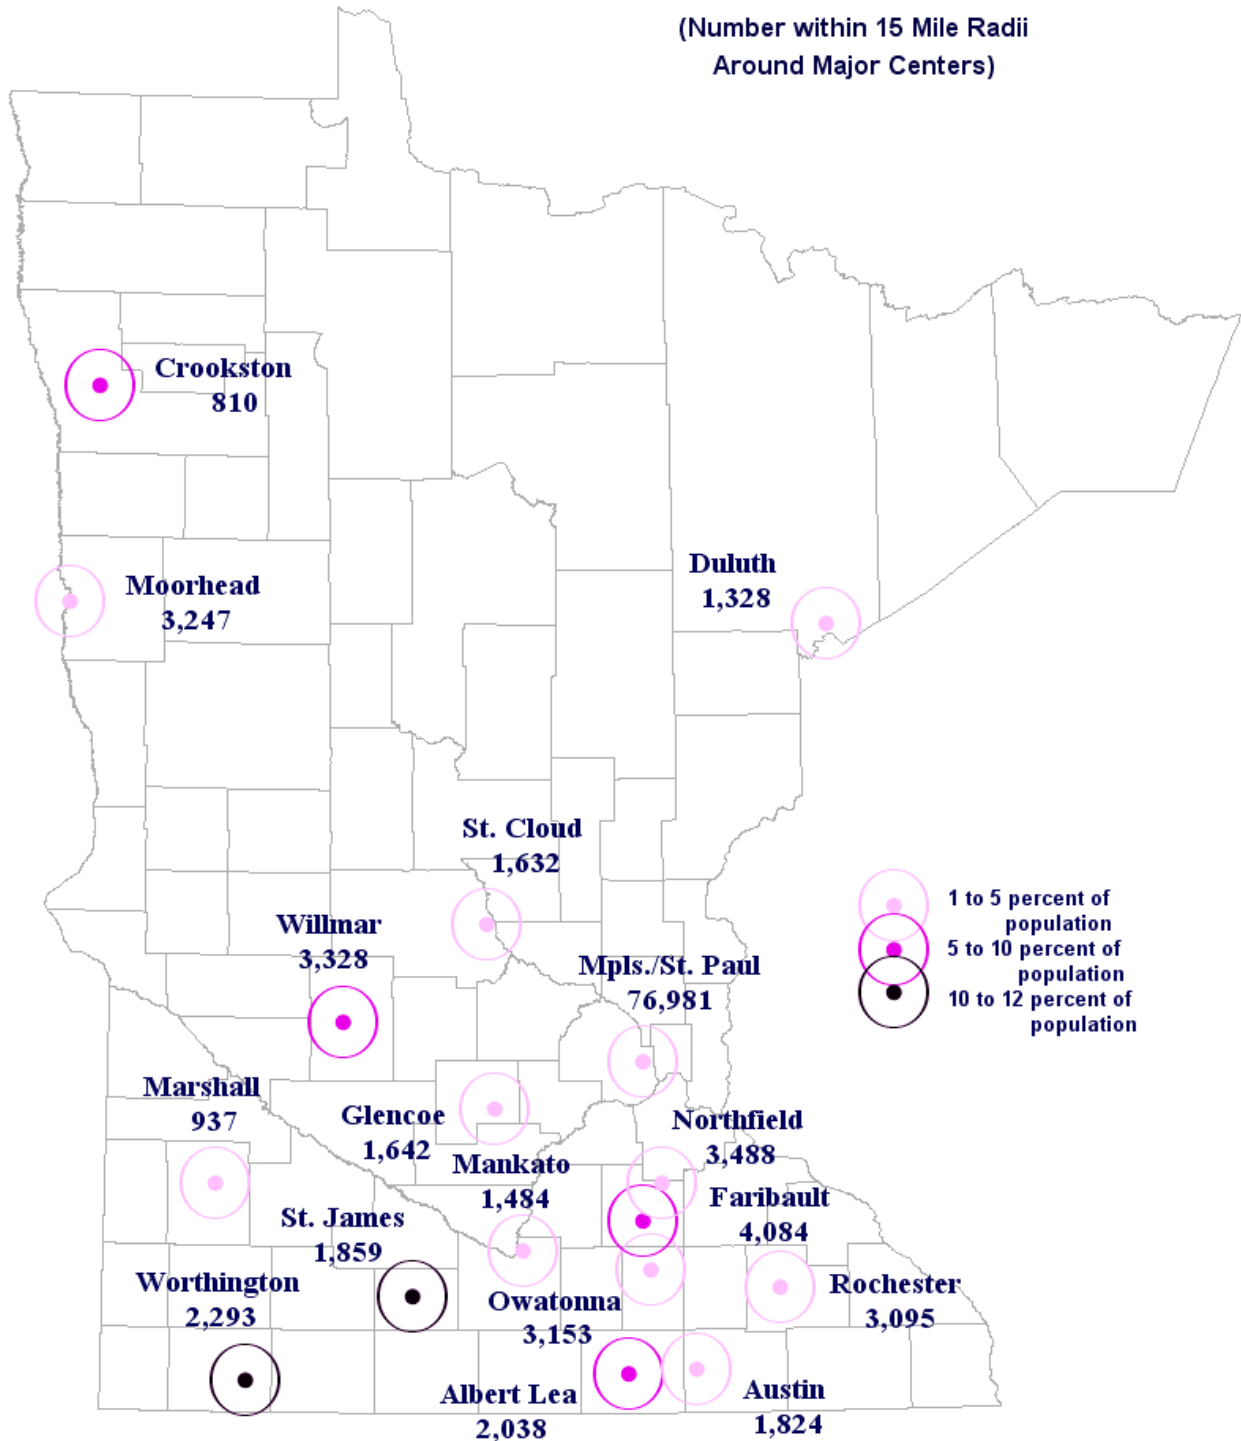 (Number within 15 Mile Radii
Around Major Centers)
Crookston
810
Duluth
1,328
Moorhead
3,247
St. Cloud
1,632
1 to 5 percent of
population
5 to 10 percent of
population
10 to 12 percent of
population
Willmar
3,328
Mpls./St. Paul
76,981
Marshall
937
Glencoe
1,642
Northfield
3,488
Mankato
1,484
Faribault
4,084
St. James
1,859
Worthington
2,293
Owatonna
3,153
Rochester
3,095
Albert Lea
2,038
Austin
1,824